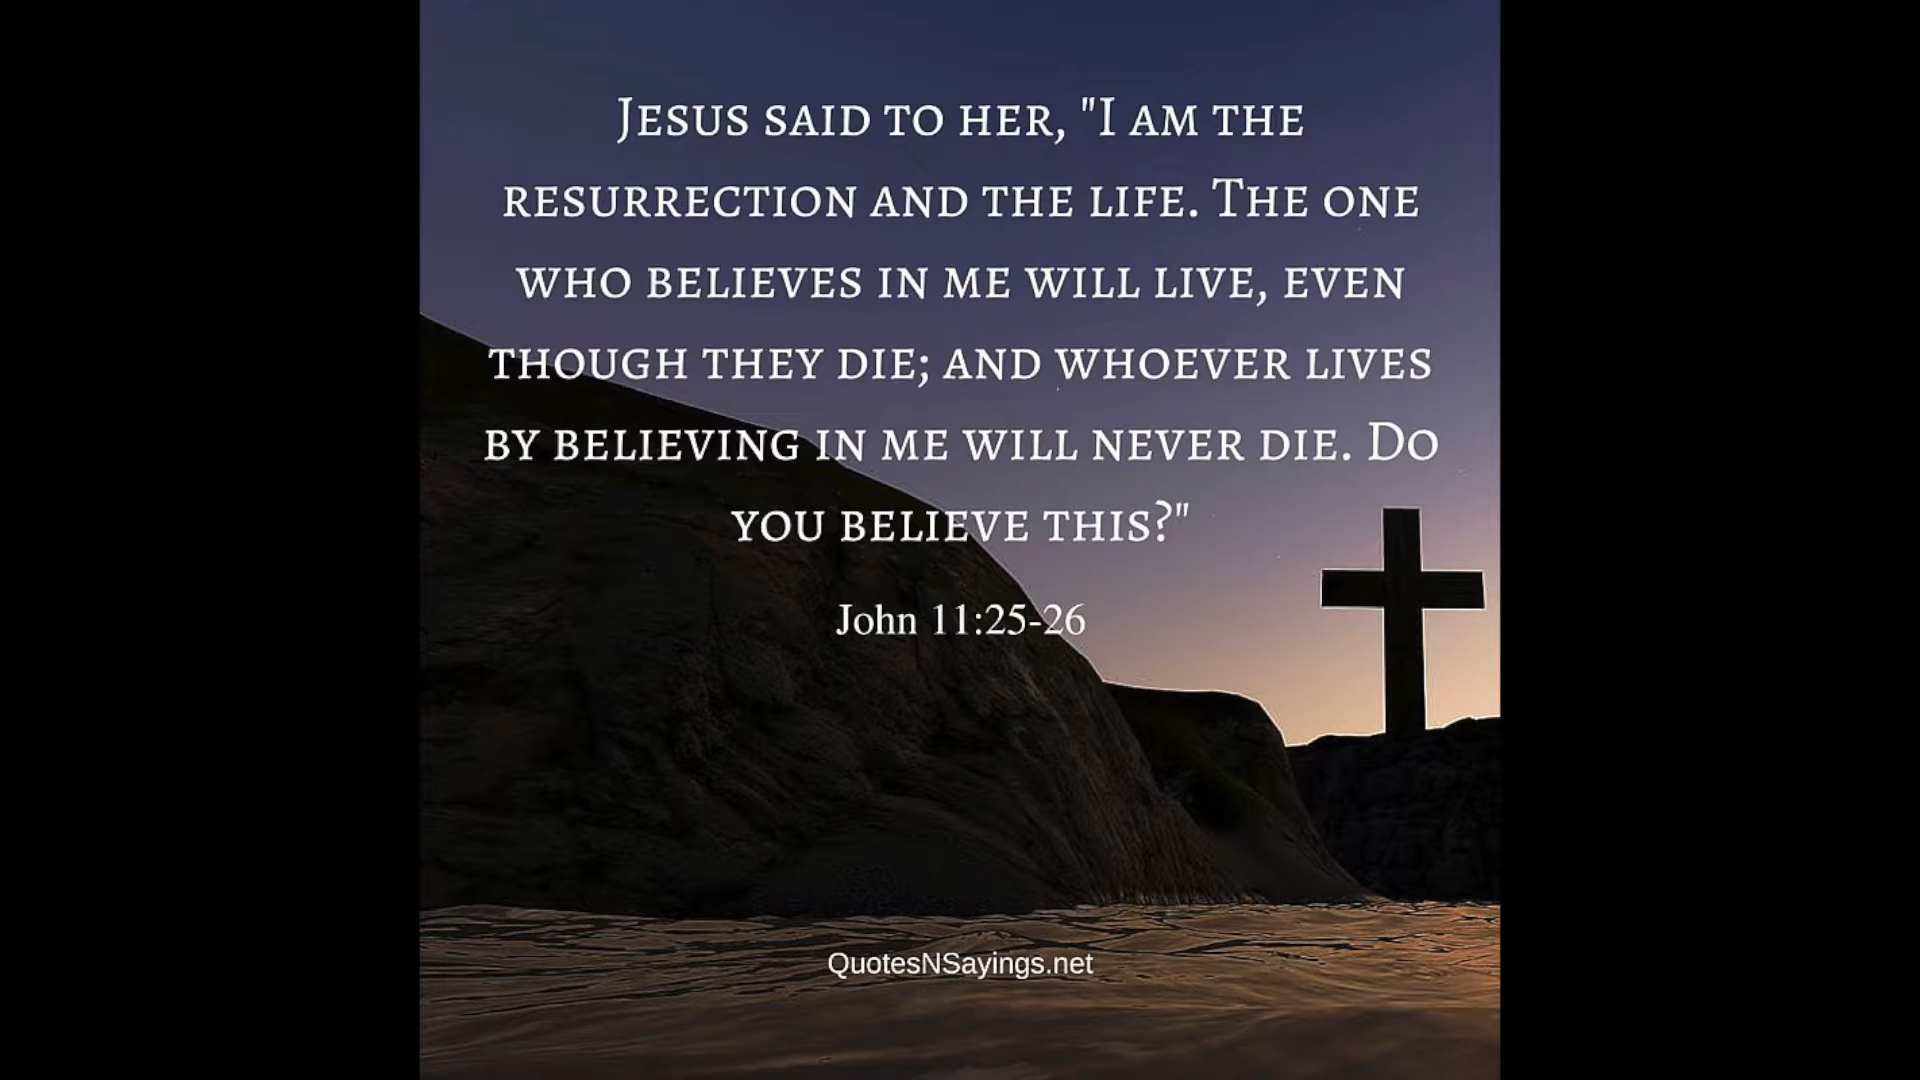 Jesus said to her, "I am the
resurrection and the life. The one
who believes in me will live, even
though they die; and whoever lives
by believing in me will never die. Do
you believe this?"
John 11:25-26
QuotesNSayings.net